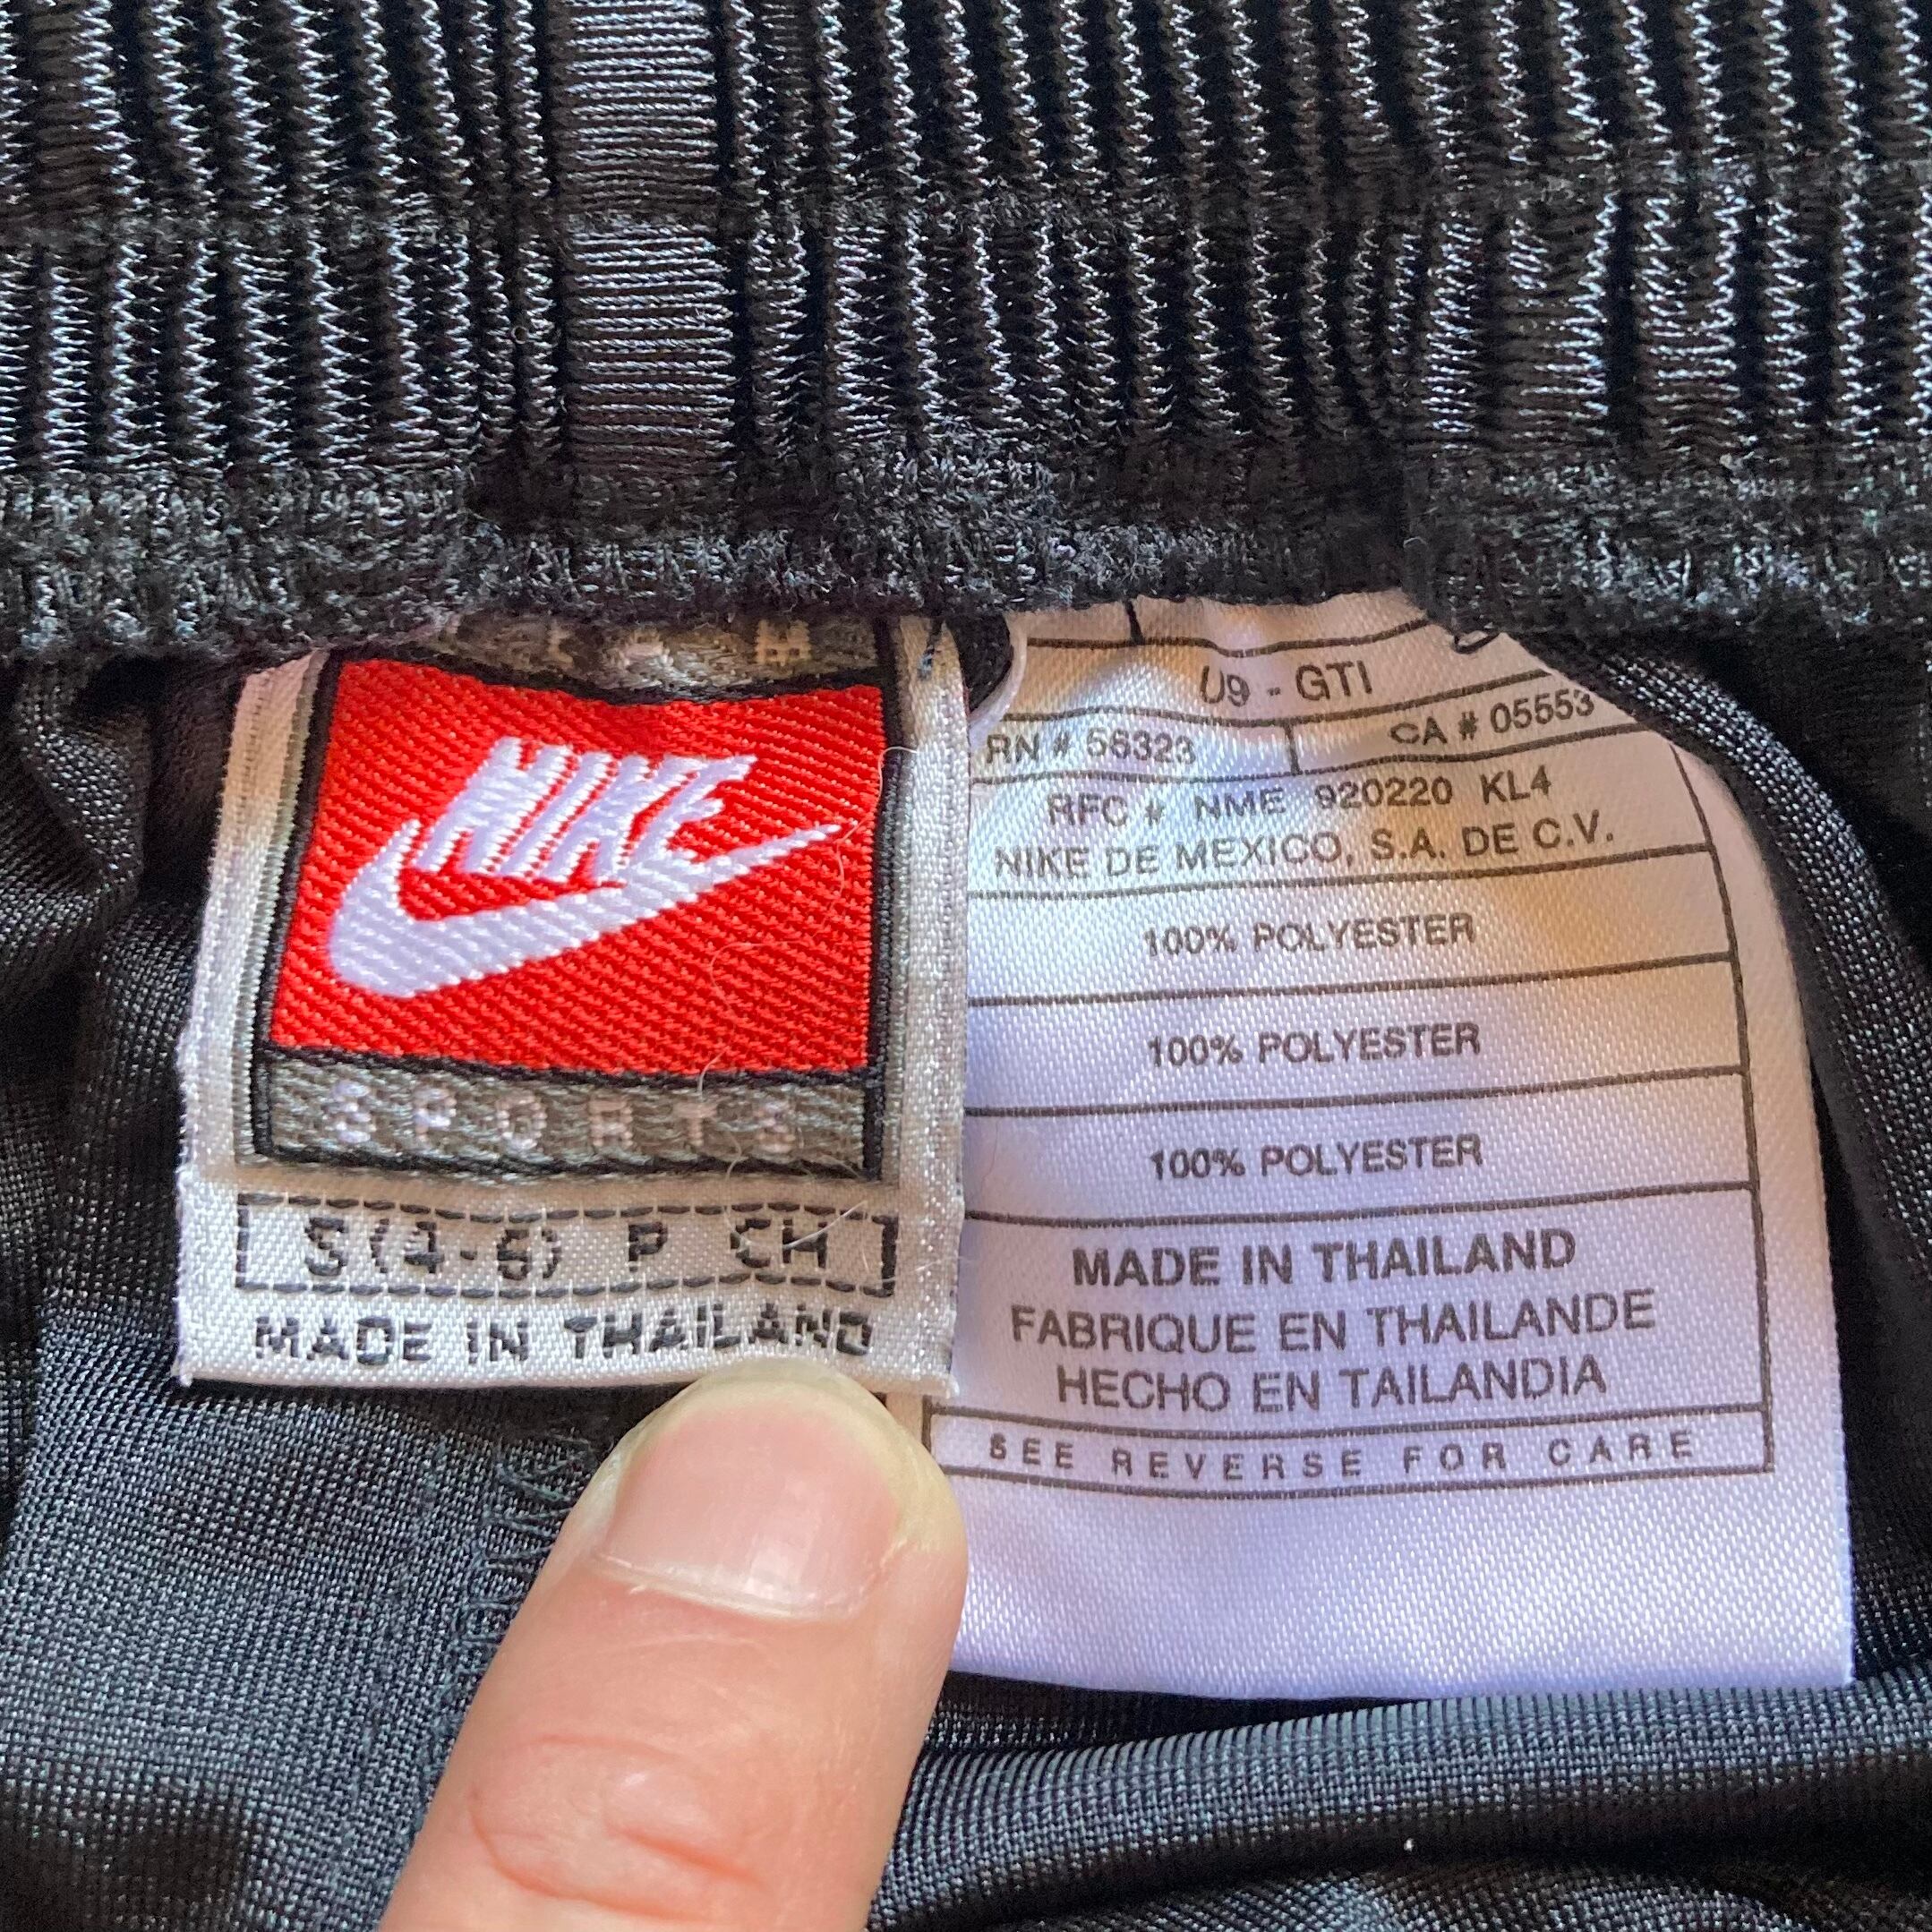 NIKE
SPORTS
S(4-6) P CH
MADE IN THAILAND
U9 - GTI
RN # 56323
CA # 05553
RFC # NME 920220 KL4
NIKE DE MEXICO, S.A. DE C.V.
100% POLYESTER
100% POLYESTER
100% POLYESTER
MADE IN THAILAND
FABRIQUE EN THAILANDE
HECHO EN TAILANDIA
SEE REVERSE FOR CARE